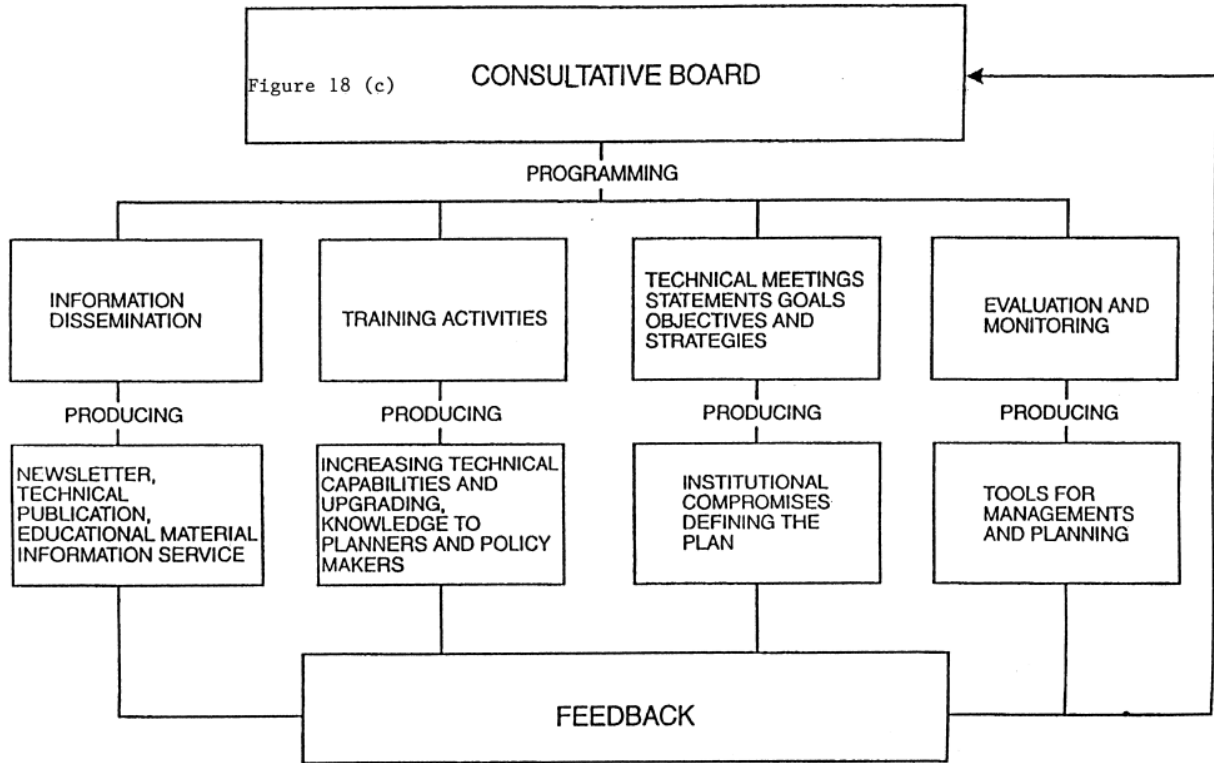 CONSULTATIVE BOARD
Figure 18 (c)
PROGRAMMING
INFORMATION
DISSEMINATION
TRAINING ACTIVITIES
TECHNICAL MEETINGS
STATEMENTS GOALS
OBJECTIVES AND
STRATEGIES
EVALUATION AND
MONITORING
PRODUCING
PRODUCING
PRODUCING
PRODUCING
NEWSLETTER,
TECHNICAL
PUBLICATION,
EDUCATIONAL MATERIAL
INFORMATION SERVICE
INCREASING TECHNICAL
CAPABILITIES AND
UPGRADING,
KNOWLEDGE TO
PLANNERS AND POLICY
MAKERS
INSTITUTIONAL
COMPROMISES
DEFINING THE
PLAN
TOOLS FOR
MANAGEMENTS
AND PLANNING
FEEDBACK